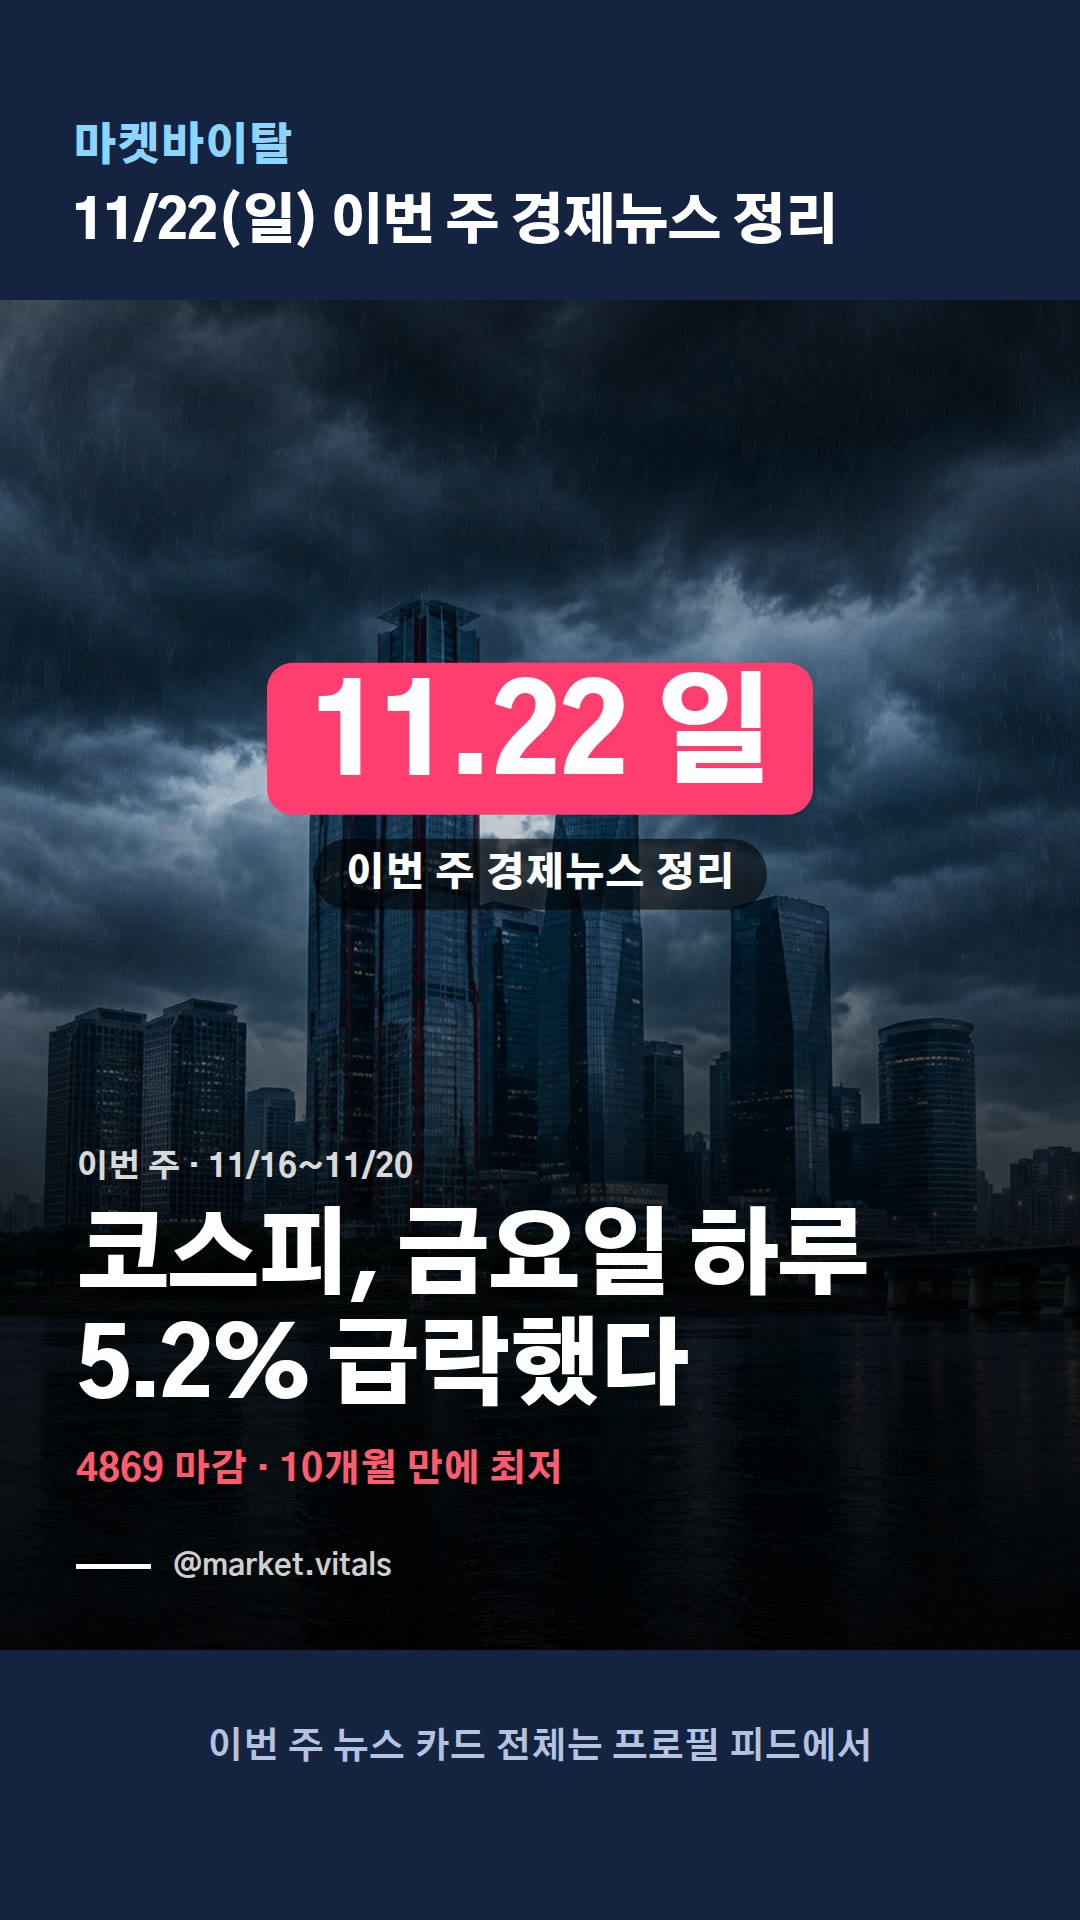 마켓바이탈
11/22(일) 이번 주 경제뉴스 정리
11.22 일
이번 주 경제뉴스 정리
이번 주 · 11/16~11/20
코스피, 금요일 하루
5.2% 급락했다
4869 마감 · 10개월 만에 최저
@market.vitals
이번 주 뉴스 카드 전체는 프로필 피드에서